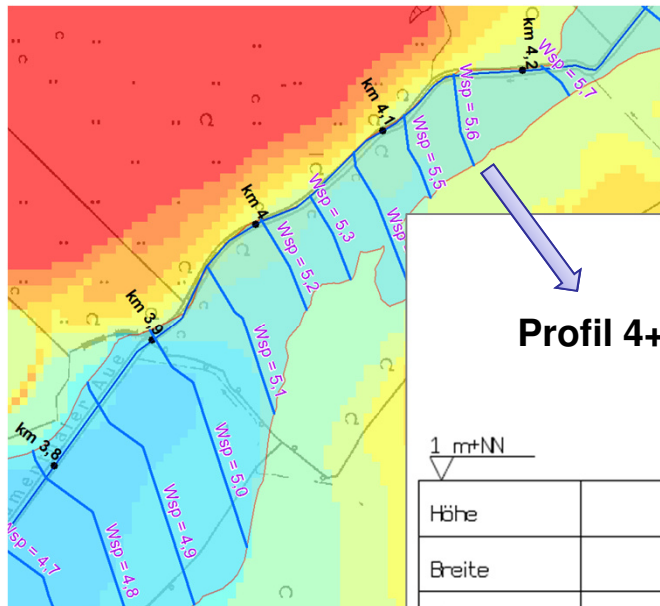 km 4,2
Wsp = 5,7
km 4,1
Wsp = 5,6
Wsp = 5,5
km 4
Wsp =
Wsp = 5,3
Wsp = 5,2
km 3,9
Wsp = 5,1
Aue
km 3,8
Wsp = 5,0
Wsp = 4,9
Wsp = 4,8
Wsp = 4,7
Profil 4+
1 m+NN
Höhe
Breite